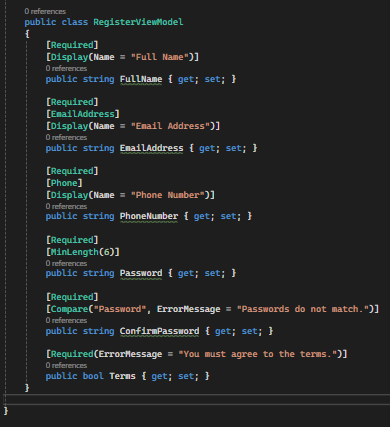 0 references
public class RegisterViewModel
{
[Required]
[Display(Name = "Full Name")]
0 references
public string FullName { get; set; }
[Required]
[EmailAddress]
[Display(Name = "Email Address")]
0 references
public string EmailAddress { get; set; }
[Required]
[Phone]
[Display(Name = "Phone Number")]
0 references
public string PhoneNumber { get; set; }
[Required]
[MinLength(6)]
0 references
public string Password { get; set; }
[Required]
[Compare("Password", ErrorMessage = "Passwords do not match.")]
0 references
public string ConfirmPassword { get; set; }
[Required(ErrorMessage = "You must agree to the terms.")]
0 references
public bool Terms { get; set; }
}
}